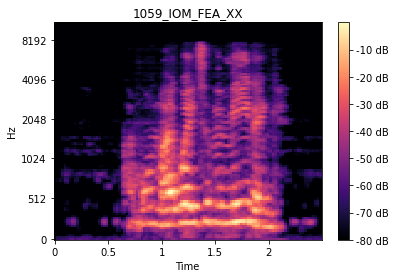 1059_IOM_FEA_XX
8192
4096
2048
1024
512
0
Hz
0 0.5 1 1.5 2
Time
-10 dB
-20 dB
-30 dB
-40 dB
-50 dB
-60 dB
-70 dB
-80 dB